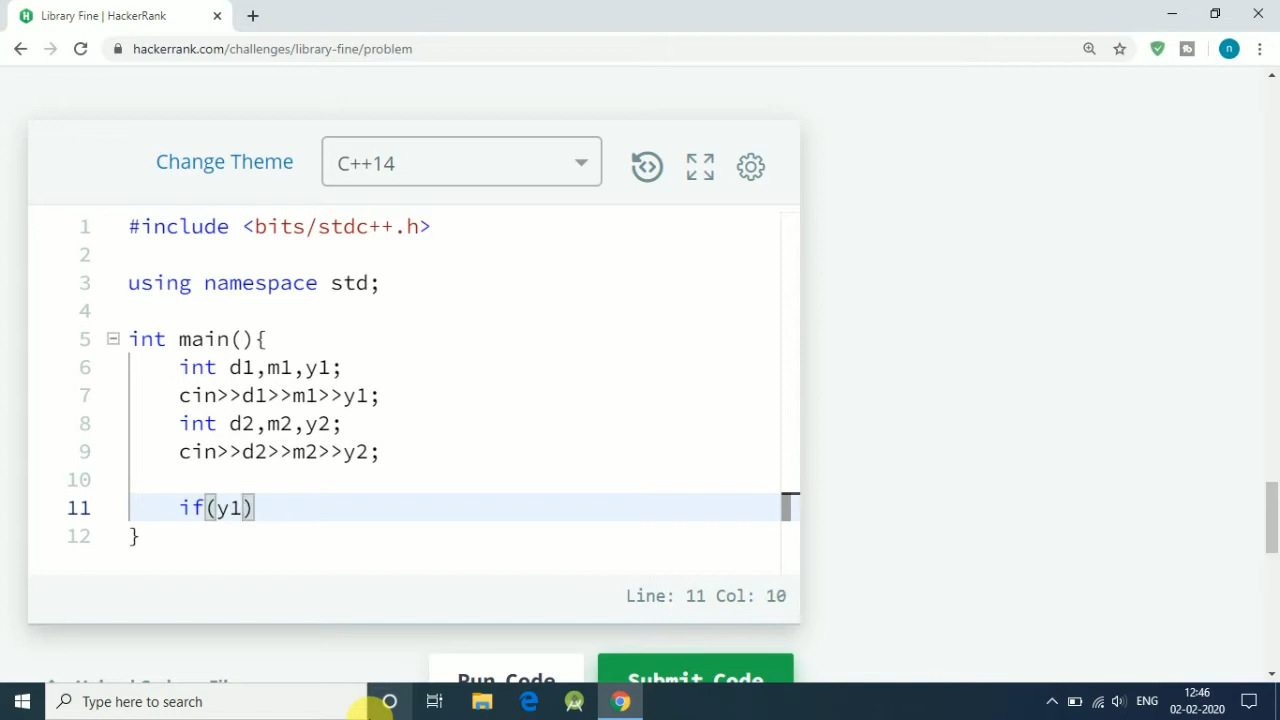 Library Fine | HackerRank
hackerrank.com/challenges/library-fine/problem
n
Change Theme
C++14
1 #include <bits/stdc++.h>
2
3 using namespace std;
4
5 int main(){
6 int d1,m1,y1;
7 cin>>d1>>m1>>y1;
8 int d2,m2,y2;
9 cin>>d2>>m2>>y2;
10
11 if(y1)
12 }
Line: 11 Col: 10
Run Code
Submit Code
Type here to search
ENG
12:46
02-02-2020